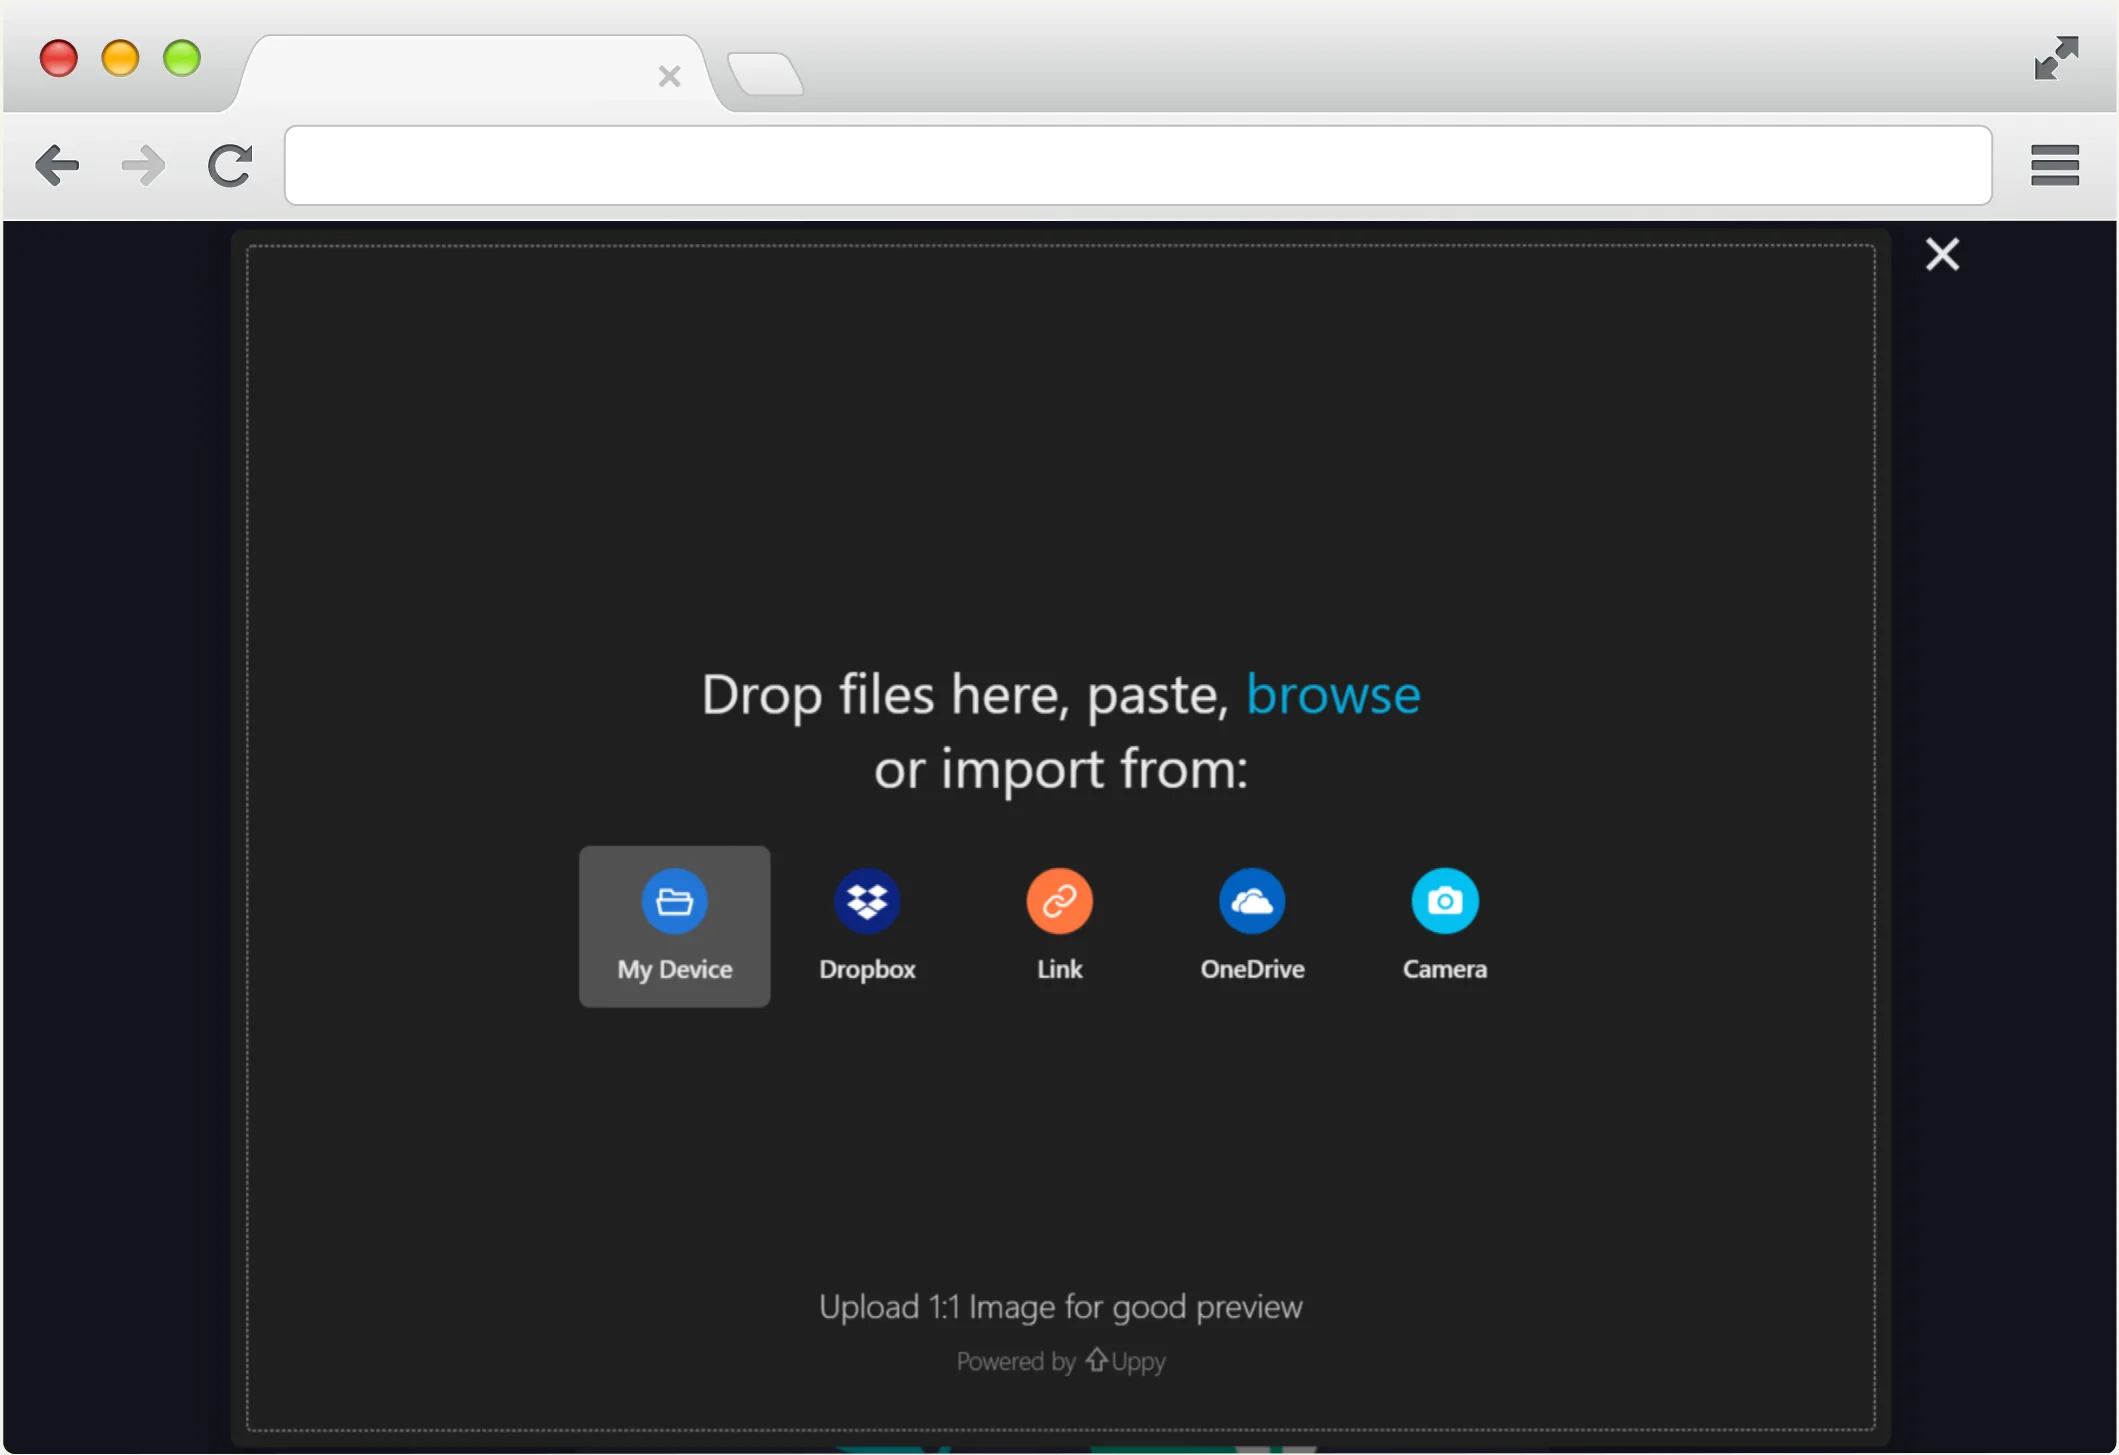 Drop files here, paste, browse
or import from:
My Device
Dropbox
Link
OneDrive
Camera
Upload 1:1 Image for good preview
Powered by Uppy